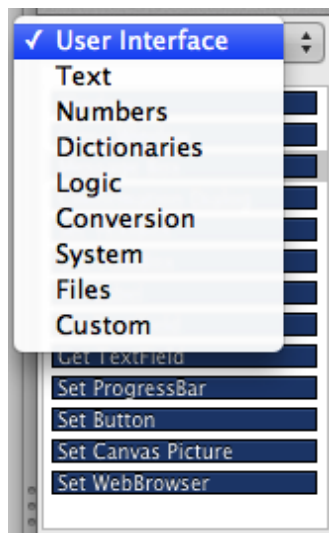 ✓ User Interface
Text
Numbers
Dictionaries
Logic
Conversion
System
Files
Custom
Get TextField
Set ProgressBar
Set Button
Set Canvas Picture
Set WebBrowser